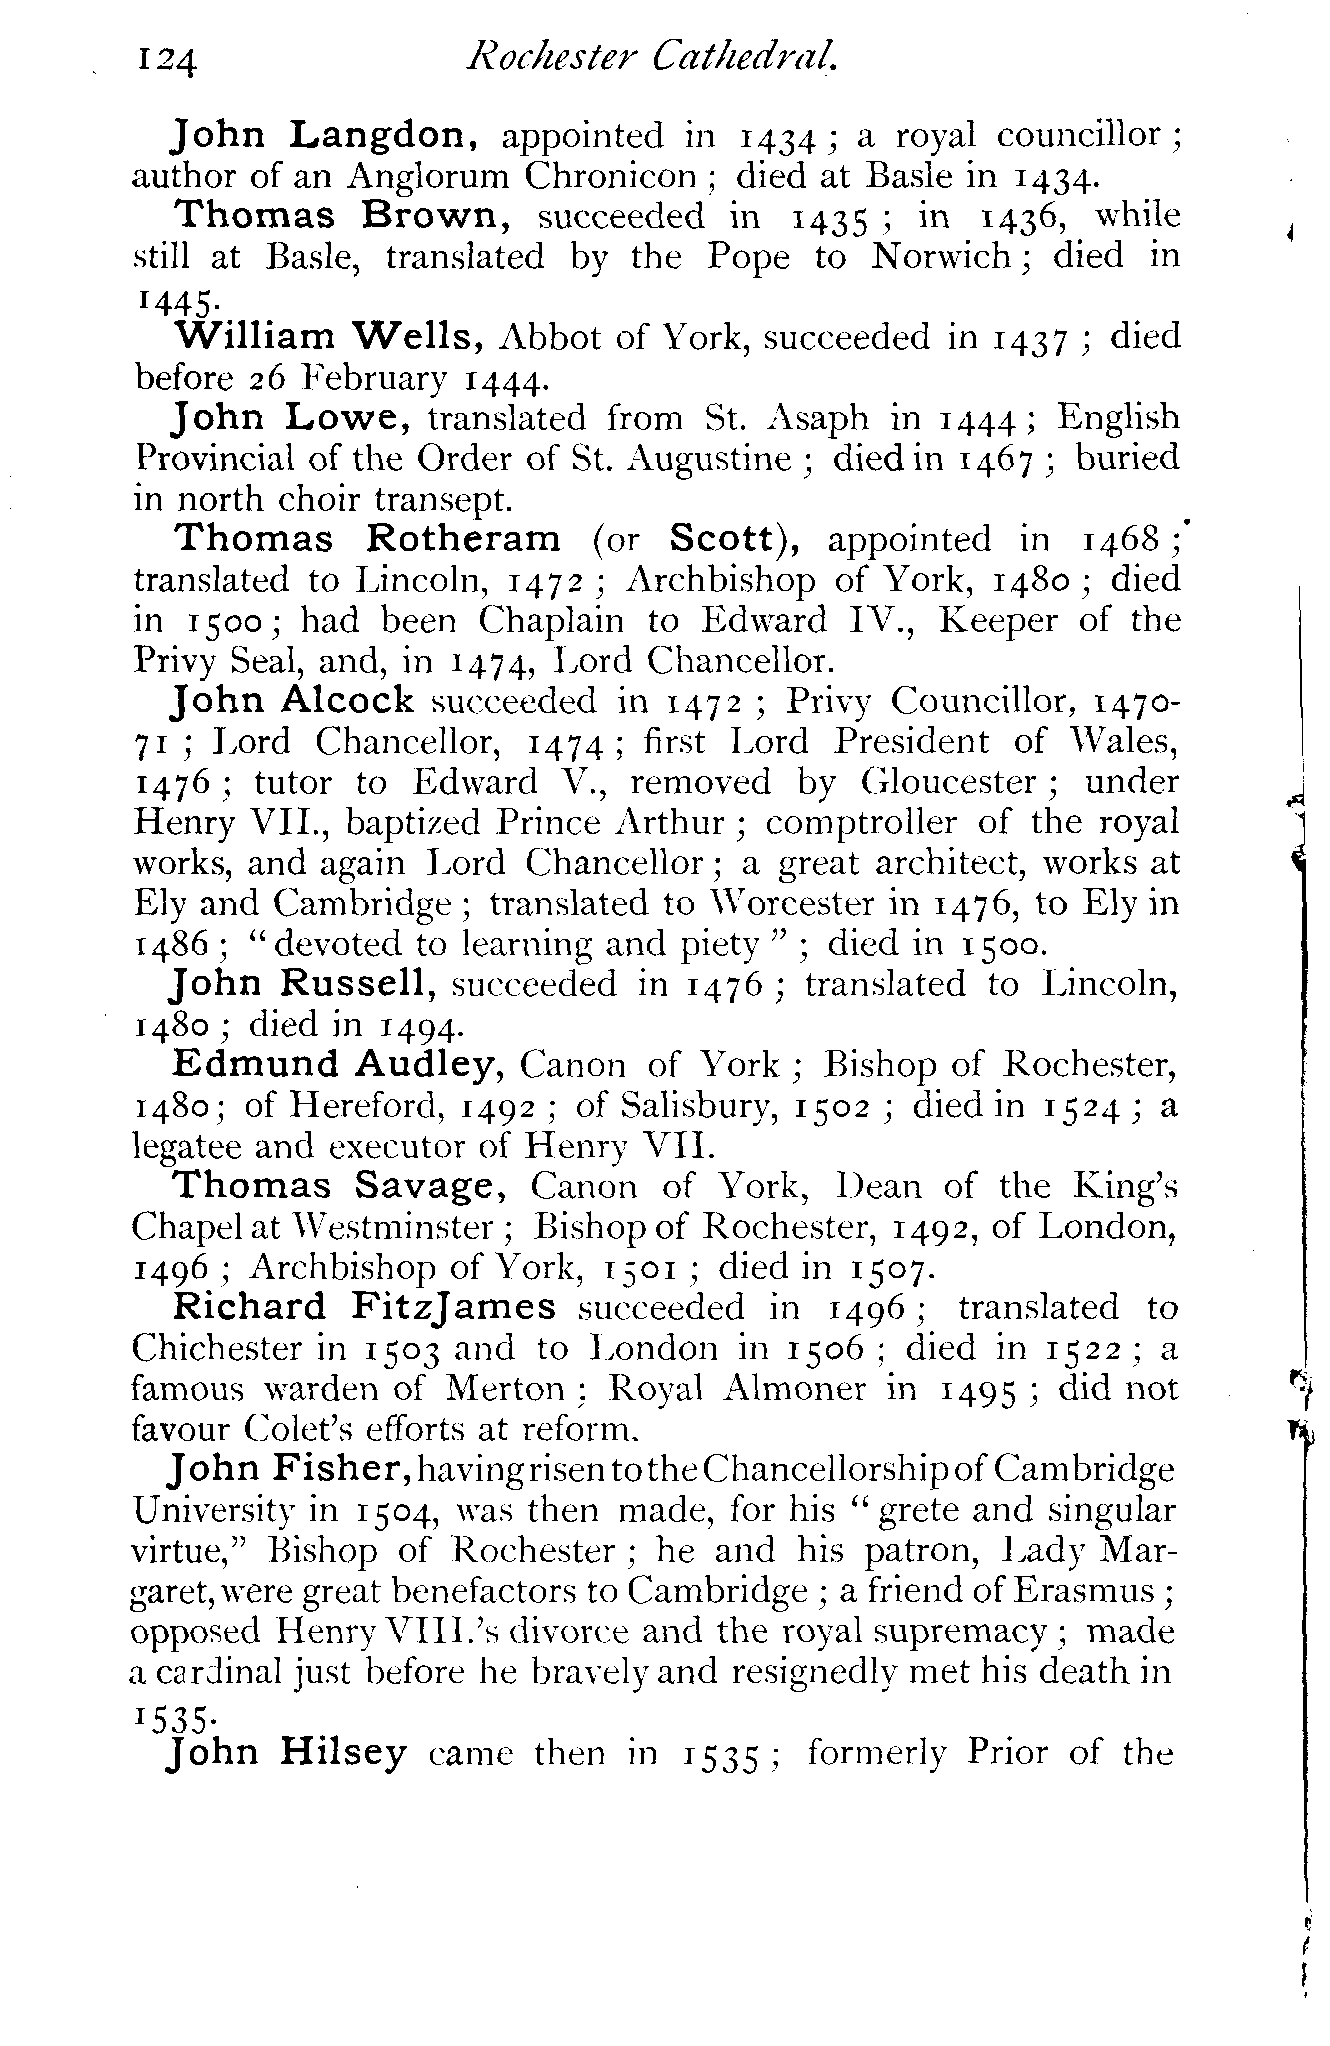 124 Rochester Cathedral.
John Langdon, appointed in 1434 ; a royal councillor ;
author of an Anglorum Chronicon ; died at Basle in 1434.
Thomas Brown, succeeded in 1435 ; in 1436, while
still at Basle, translated by the Pope to Norwich ; died in
1445.
William Wells, Abbot of York, succeeded in 1437 ; died
before 26 February 1444.
John Lowe, translated from St. Asaph in 1444 ; English
Provincial of the Order of St. Augustine ; died in 1467 ; buried
in north choir transept.
Thomas Rotheram (or Scott), appointed in 1468 ;
translated to Lincoln, 1472 ; Archbishop of York, 1480 ; died
in 1500 ; had been Chaplain to Edward IV., Keeper of the
Privy Seal, and, in 1474, Lord Chancellor.
John Alcock succeeded in 1472 ; Privy Councillor, 1470-
71 ; Lord Chancellor, 1474 ; first Lord President of Wales,
1476 ; tutor to Edward V., removed by Gloucester ; under
Henry VII., baptized Prince Arthur ; comptroller of the royal
works, and again Lord Chancellor ; a great architect, works at
Ely and Cambridge ; translated to Worcester in 1476, to Ely in
1486 ; “devoted to learning and piety” ; died in 1500.
John Russell, succeeded in 1476 ; translated to Lincoln,
1480 ; died in 1494.
Edmund Audley, Canon of York ; Bishop of Rochester,
1480 ; of Hereford, 1492 ; of Salisbury, 1502 ; died in 1524 ; a
legatee and executor of Henry VII.
Thomas Savage, Canon of York, Dean of the King's
Chapel at Westminster ; Bishop of Rochester, 1492, of London,
1496 ; Archbishop of York, 1501 ; died in 1507.
Richard FitzJames succeeded in 1496 ; translated to
Chichester in 1503 and to London in 1506 ; died in 1522 ; a
famous warden of Merton ; Royal Almoner in 1495 ; did not
favour Colet's efforts at reform.
John Fisher, having risen to the Chancellorship of Cambridge
University in 1504, was then made, for his “grete and singular
virtue,” Bishop of Rochester ; he and his patron, Lady Mar-
garet, were great benefactors to Cambridge ; a friend of Erasmus ;
opposed Henry VIII.'s divorce and the royal supremacy ; made
a cardinal just before he bravely and resignedly met his death in
1535.
John Hilsey came then in 1535 ; formerly Prior of the